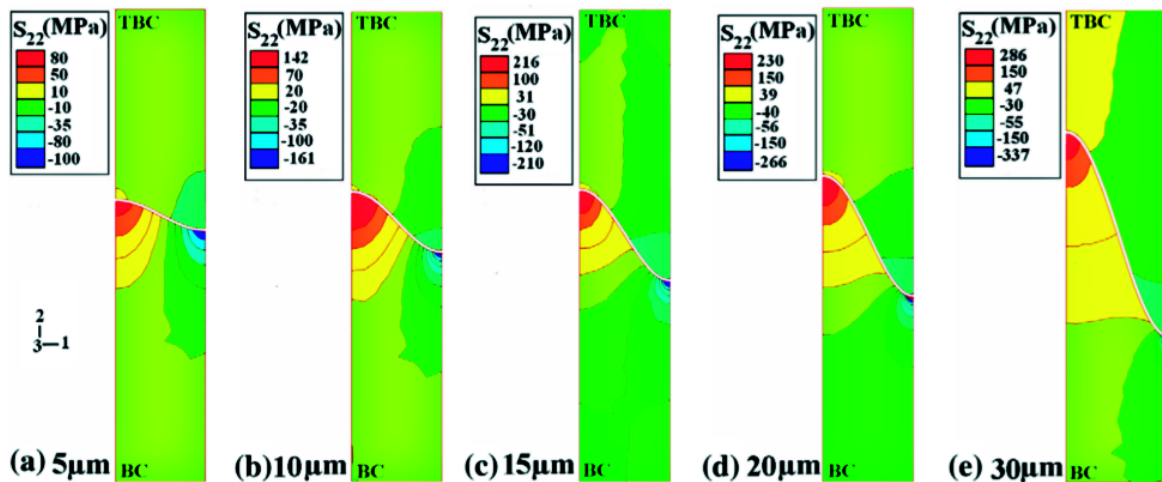 S22(MPa)
80
50
10
-10
-35
-80
-100
TBC
2
3 1
(a) 5μm
BC
S22(MPa)
142
70
20
-20
-35
-100
-161
TBC
(b) 10μm
BC
S22(MPa)
216
100
31
-30
-51
-120
-210
TBC
(c) 15μm
BC
S22(MPa)
230
150
39
-40
-56
-150
-266
TBC
(d) 20μm
BC
S22(MPa)
286
150
47
-30
-55
-150
-337
TBC
(e) 30μm
BC